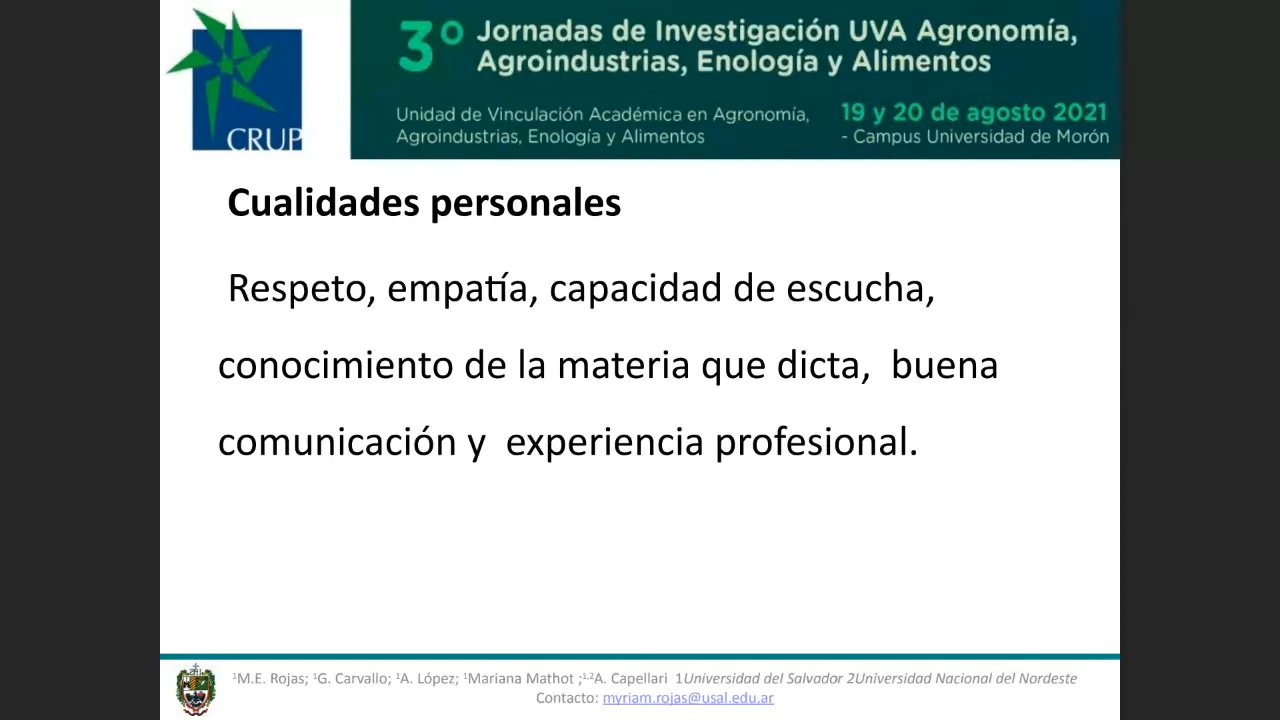 CRUP
3º Jornadas de Investigación UVA Agronomía,
Agroindustrias, Enología y Alimentos
Unidad de Vinculación Académica en Agronomía,
Agroindustrias, Enología y Alimentos
19 y 20 de agosto 2021
- Campus Universidad de Morón
Cualidades personales
Respeto, empatía, capacidad de escucha,
conocimiento de la materia que dicta, buena
comunicación y experiencia profesional.
¹M.E. Rojas; ¹G. Carvallo; ¹A. López; ¹Mariana Mathot ;¹·²A. Capellari 1Universidad del Salvador 2Universidad Nacional del Nordeste
Contacto: myriam.rojas@usal.edu.ar